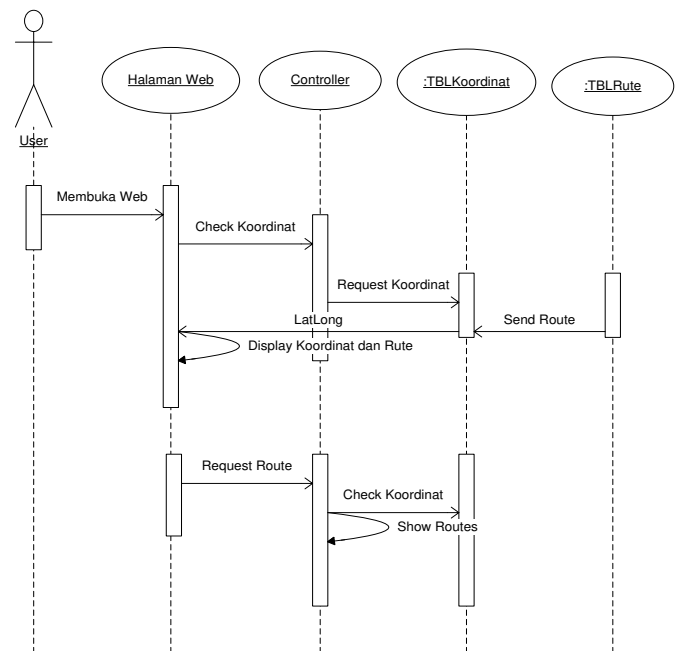 Halaman Web
Controller
:TBLKoordinat
:TBLRute
User
Membuka Web
Check Koordinat
Request Koordinat
LatLong
Send Route
Display Koordinat dan Rute
Request Route
Check Koordinat
Show Routes